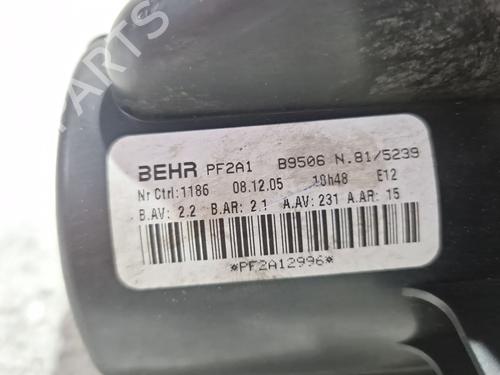 PARTS
BEHR PF2A1 B9506 N.81/5239
Nr Ctrl:1186 08.12.05 10h48 E12
B.AV: 2.2 B.AR: 2.1 A.AV: 231 A.AR: 15
*PF2A12996*